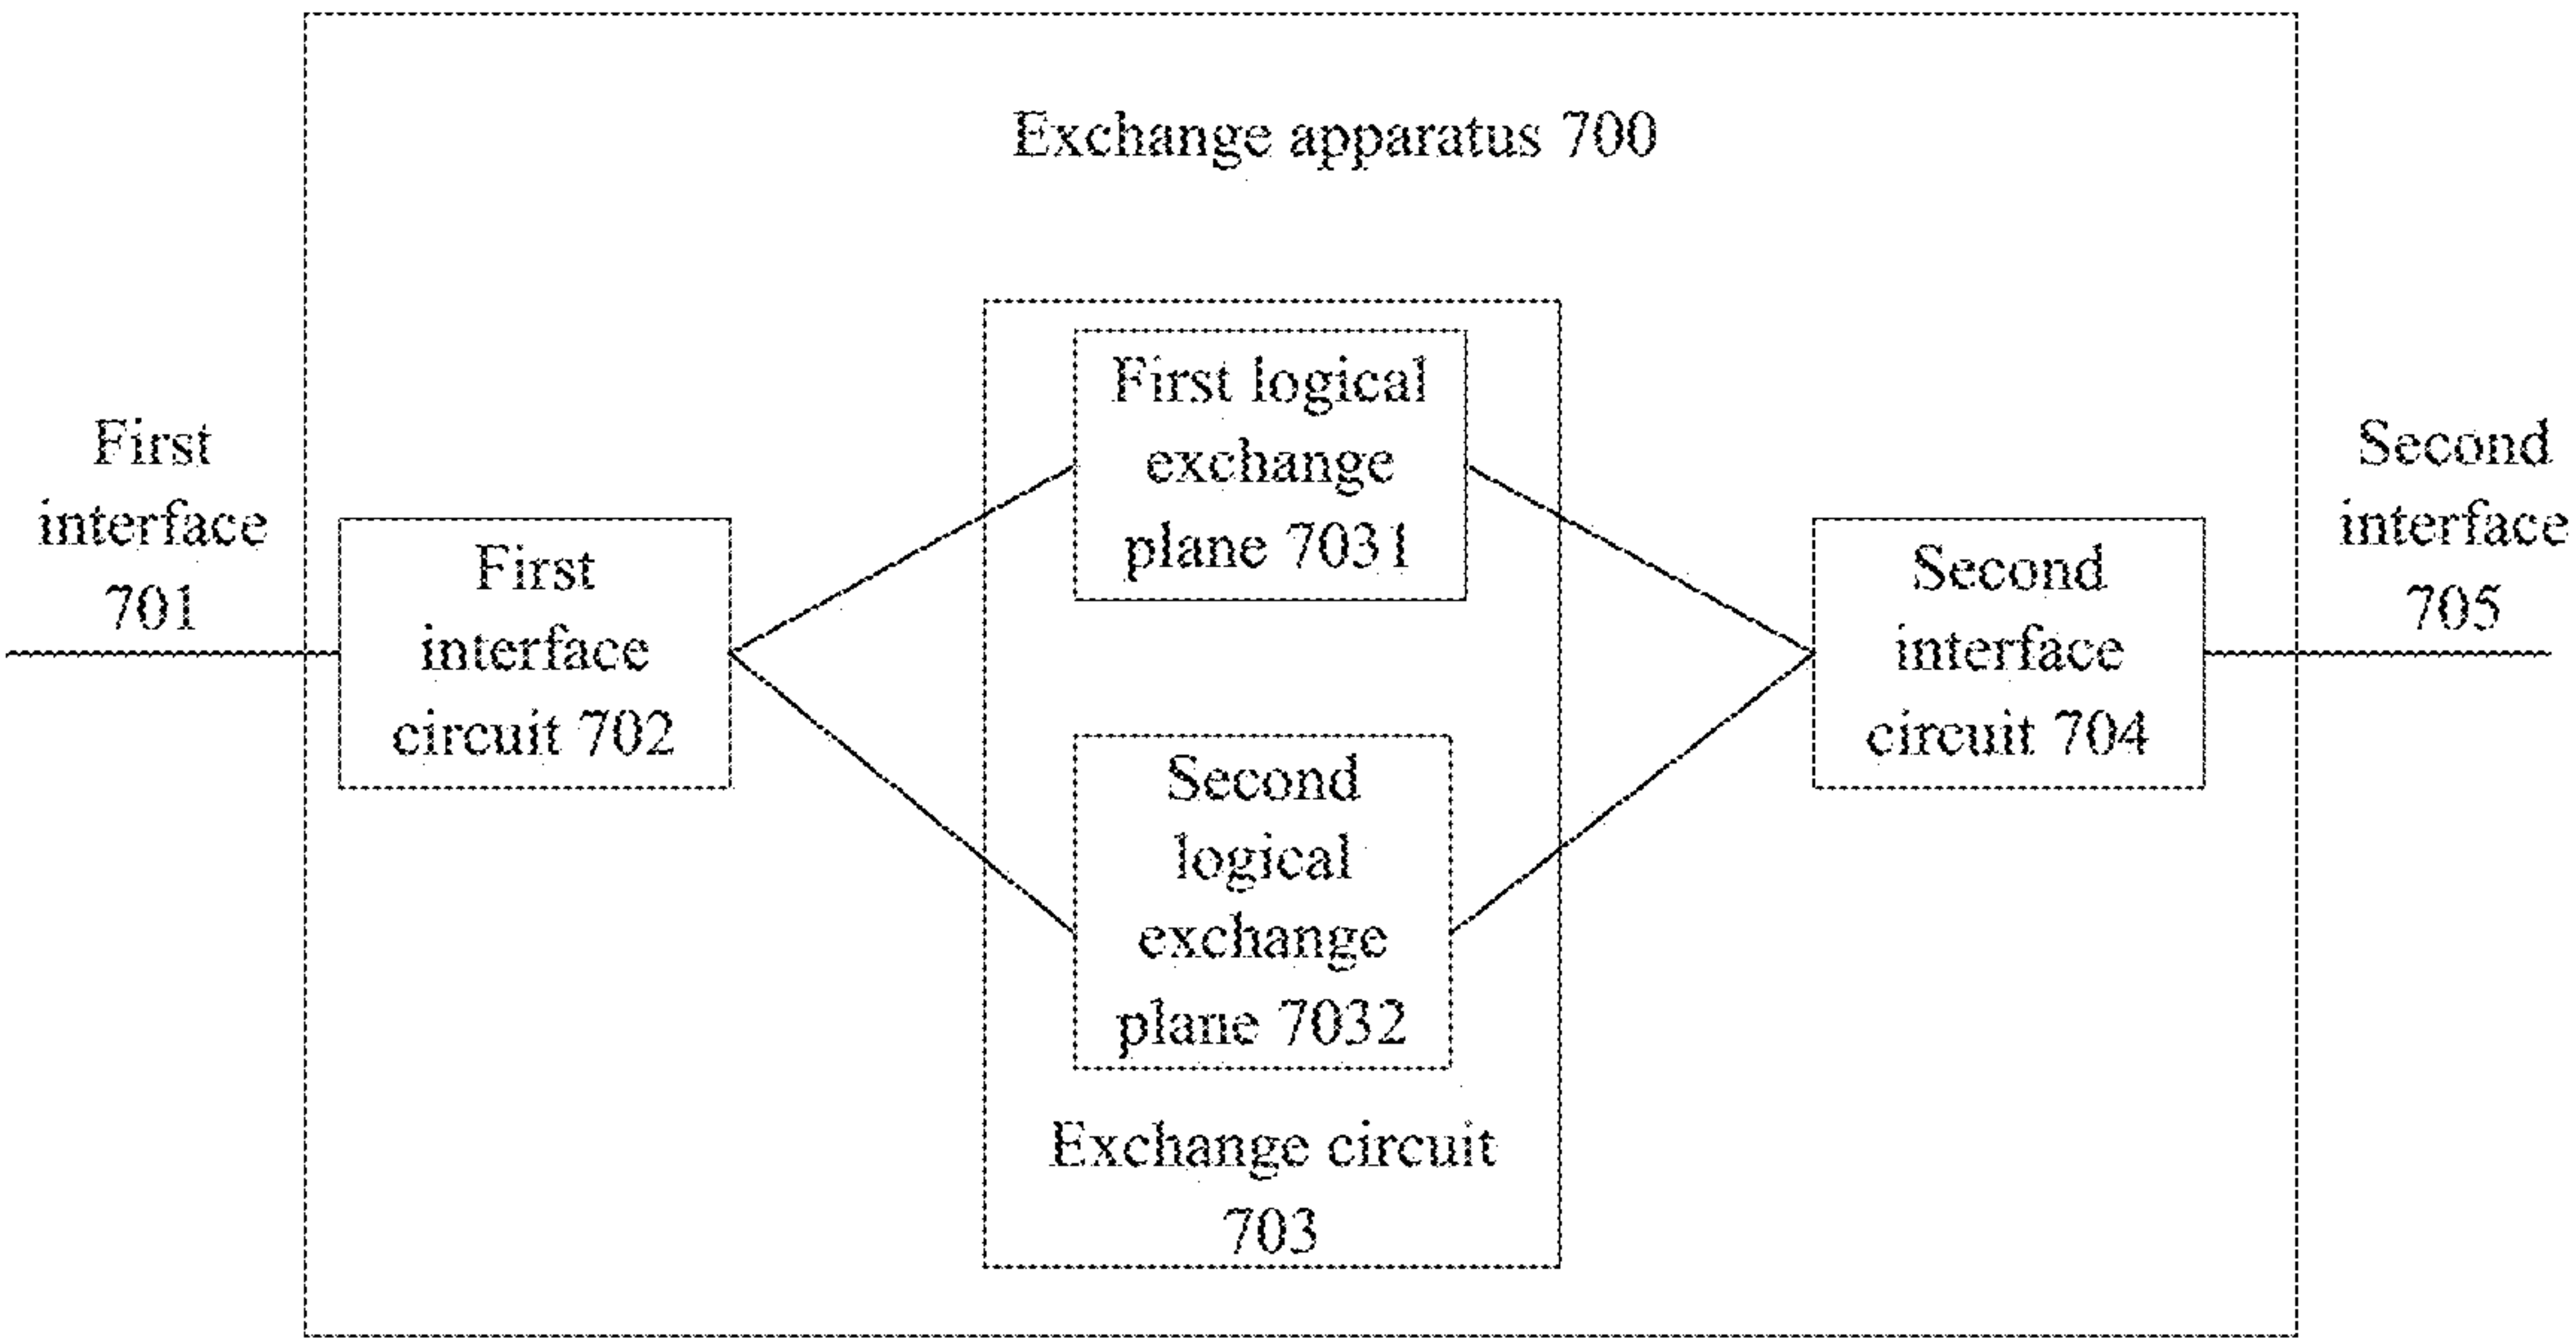 Exchange apparatus 700
First
interface
701
First
interface
circuit 702
First logical
exchange
plane 7031
Second
logical
exchange
plane 7032
Exchange circuit
703
Second
interface
circuit 704
Second
interface
705